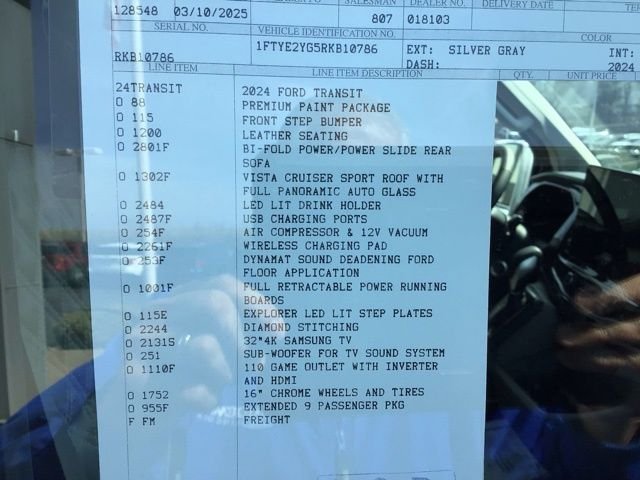 SALESMAN DEALER NO. DELIVERY DATE
128548 03/10/2025 807 018103
SERIAL NO. VEHICLE IDENTIFICATION NO. COLOR
RKB10786 1FTYE2YG5RKB10786 EXT: SILVER GRAY INT:
DASH: 2024
LINE ITEM LINE ITEM DESCRIPTION QTY. UNIT PRICE
24TRANSIT 2024 FORD TRANSIT
O 88 PREMIUM PAINT PACKAGE
O 115 FRONT STEP BUMPER
O 1200 LEATHER SEATING
O 2801F BI-FOLD POWER/POWER SLIDE REAR
SOFA
O 1302F VISTA CRUISER SPORT ROOF WITH
FULL PANORAMIC AUTO GLASS
O 2484 LED LIT DRINK HOLDER
O 2487F USB CHARGING PORTS
O 254F AIR COMPRESSOR & 12V VACUUM
O 2261F WIRELESS CHARGING PAD
O 253F DYNAMAT SOUND DEADENING FORD
FLOOR APPLICATION
O 1001F FULL RETRACTABLE POWER RUNNING
BOARDS
O 115E EXPLORER LED LIT STEP PLATES
O 2244 DIAMOND STITCHING
O 2131S 32"4K SAMSUNG TV
O 251 SUB-WOOFER FOR TV SOUND SYSTEM
O 1110F 110 GAME OUTLET WITH INVERTER
AND HDMI
O 1752 16" CHROME WHEELS AND TIRES
O 955F EXTENDED 9 PASSENGER PKG
F FM FREIGHT